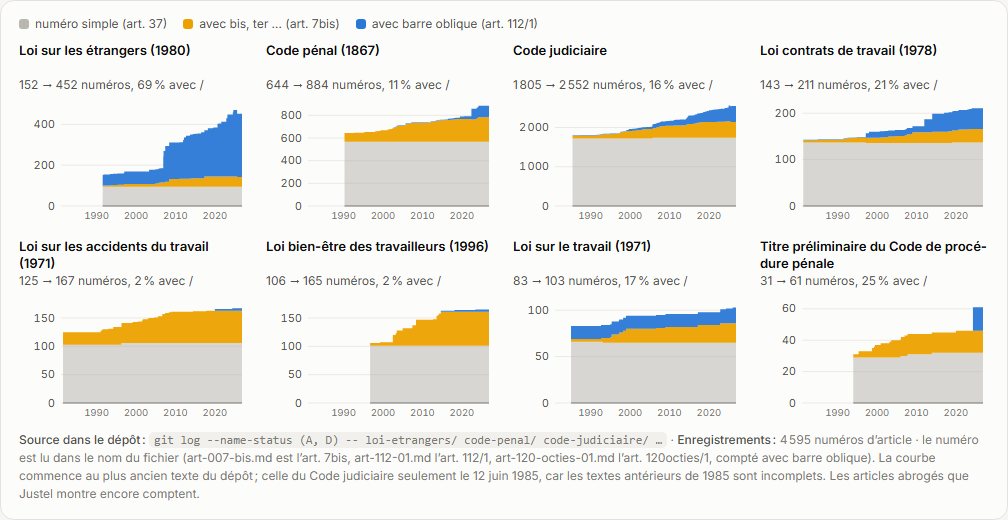 numéro simple (art. 37) avec bis, ter … (art. 7bis) avec barre oblique (art. 112/1)
Loi sur les étrangers (1980)
152 → 452 numéros, 69 % avec /
400
200
0
1990 2000 2010 2020
Code pénal (1867)
644 → 884 numéros, 11 % avec /
800
600
400
200
0
1990 2000 2010 2020
Code judiciaire
1 805 → 2 552 numéros, 16 % avec /
2 000
1 000
0
1990 2000 2010 2020
Loi contrats de travail (1978)
143 → 211 numéros, 21 % avec /
200
100
0
1990 2000 2010 2020
Loi sur les accidents du travail
(1971)
125 → 167 numéros, 2 % avec /
150
100
50
0
1990 2000 2010 2020
Loi bien-être des travailleurs (1996)
106 → 165 numéros, 2 % avec /
150
100
50
0
1990 2000 2010 2020
Loi sur le travail (1971)
83 → 103 numéros, 17 % avec /
100
50
0
1990 2000 2010 2020
Titre préliminaire du Code de procé-
dure pénale
31 → 61 numéros, 25 % avec /
60
40
20
0
1990 2000 2010 2020
Source dans le dépôt : git log --name-status (A, D) -- loi-etrangers/ code-penal/ code-judiciaire/ … · Enregistrements : 4 595 numéros d’article · le numéro
est lu dans le nom du fichier (art-007-bis.md est l’art. 7bis, art-112-01.md l’art. 112/1, art-120-octies-01.md l’art. 120octies/1, compté avec barre oblique). La courbe
commence au plus ancien texte du dépôt ; celle du Code judiciaire seulement le 12 juin 1985, car les textes antérieurs de 1985 sont incomplets. Les articles abrogés que
Justel montre encore comptent.